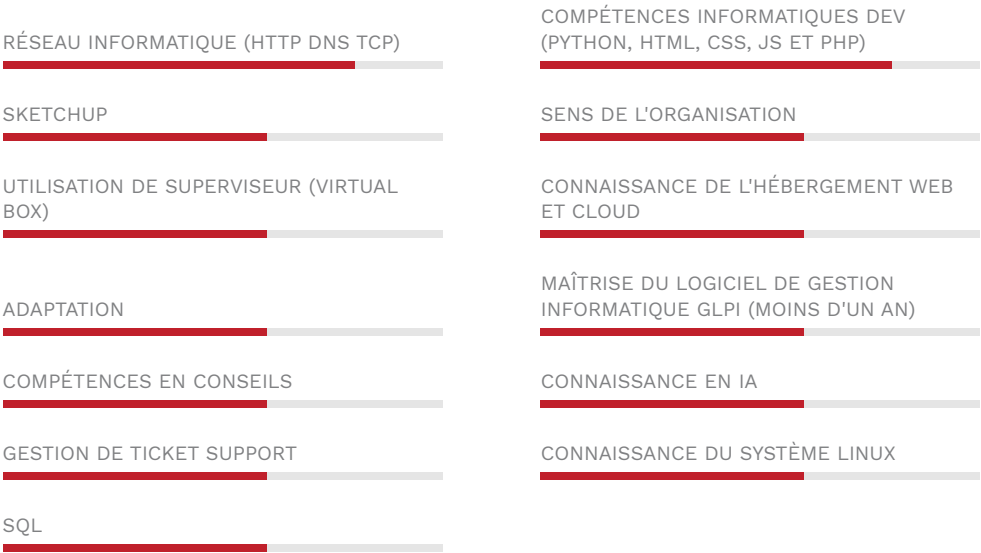 RÉSEAU INFORMATIQUE (HTTP DNS TCP)
COMPÉTENCES INFORMATIQUES DEV
(PYTHON, HTML, CSS, JS ET PHP)
SKETCHUP
SENS DE L'ORGANISATION
UTILISATION DE SUPERVISEUR (VIRTUAL
BOX)
CONNAISSANCE DE L'HÉBERGEMENT WEB
ET CLOUD
ADAPTATION
MAÎTRISE DU LOGICIEL DE GESTION
INFORMATIQUE GLPI (MOINS D'UN AN)
COMPÉTENCES EN CONSEILS
CONNAISSANCE EN IA
GESTION DE TICKET SUPPORT
CONNAISSANCE DU SYSTÈME LINUX
SQL